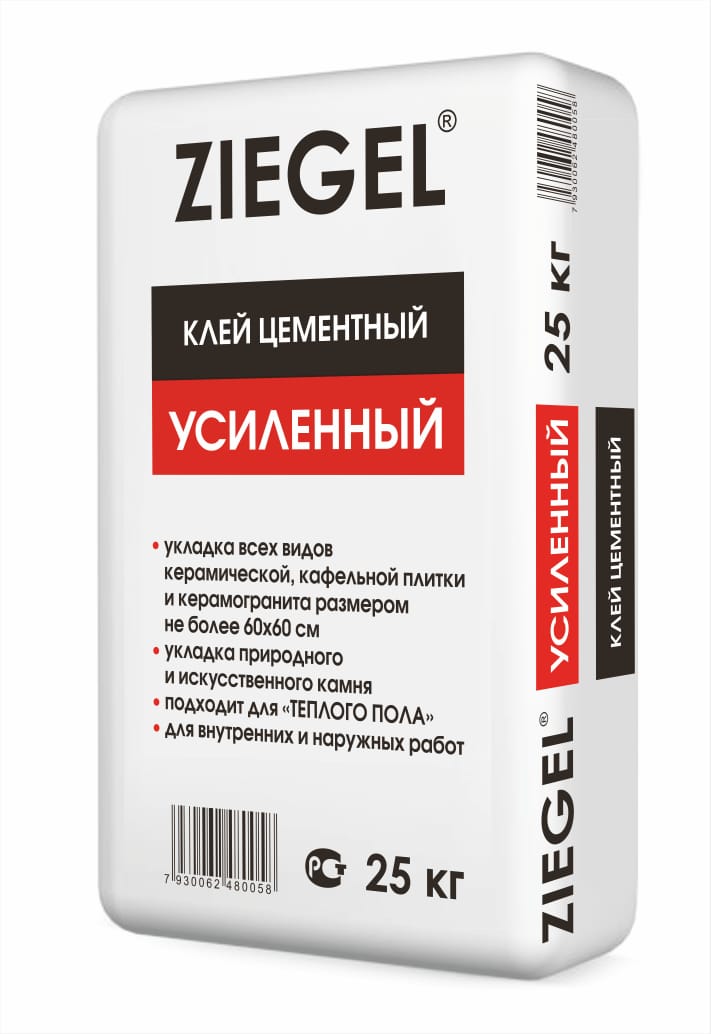 ZIEGEL®
КЛЕЙ ЦЕМЕНТНЫЙ
УСИЛЕННЫЙ
• укладка всех видов
керамической, кафельной плитки
и керамогранита размером
не более 60х60 см
• укладка природного
и искусственного камня
• подходит для «ТЕПЛОГО ПОЛА»
• для внутренних и наружных работ
7 930062 480058
РСТ
25 кг
7 930062 480058
25 кг
УСИЛЕННЫЙ
КЛЕЙ ЦЕМЕНТНЫЙ
ZIEGEL®